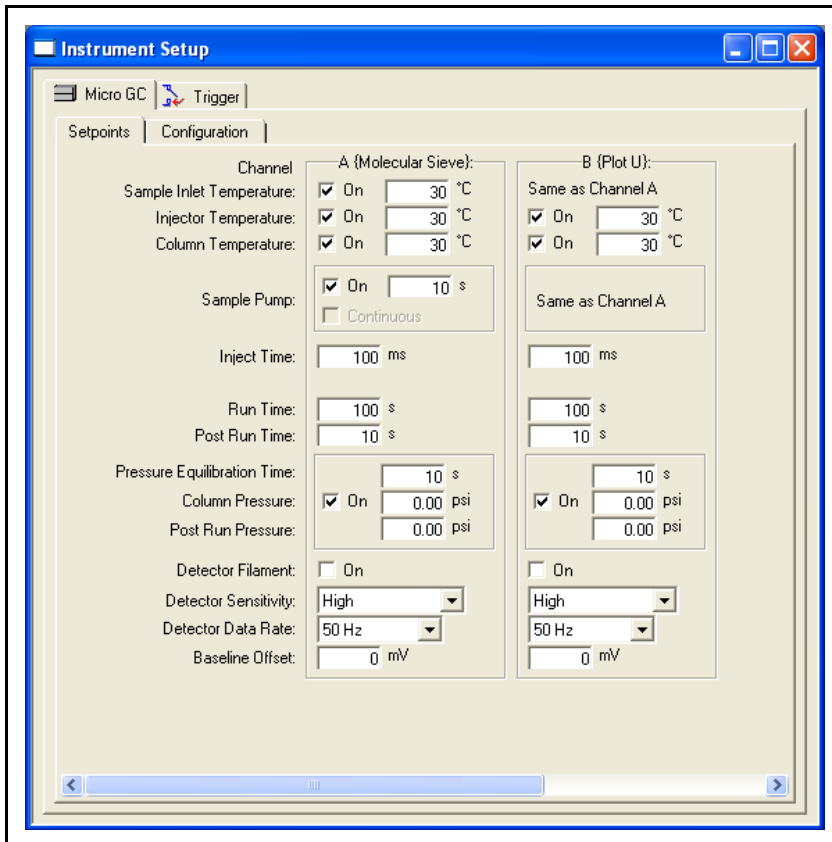 Instrument Setup
Micro GC Trigger
Setpoints Configuration
Channel A {Molecular Sieve}: B {Plot U}:
Sample Inlet Temperature: On 30 °C Same as Channel A
Injector Temperature: On 30 °C On 30 °C
Column Temperature: On 30 °C On 30 °C
Sample Pump: On 10 s Same as Channel A
Continuous
Inject Time: 100 ms 100 ms
Run Time: 100 s 100 s
Post Run Time: 10 s 10 s
Pressure Equilibration Time: 10 s 10 s
Column Pressure: On 0.00 psi On 0.00 psi
Post Run Pressure: 0.00 psi 0.00 psi
Detector Filament: On On
Detector Sensitivity: High High
Detector Data Rate: 50 Hz 50 Hz
Baseline Offset: 0 mV 0 mV